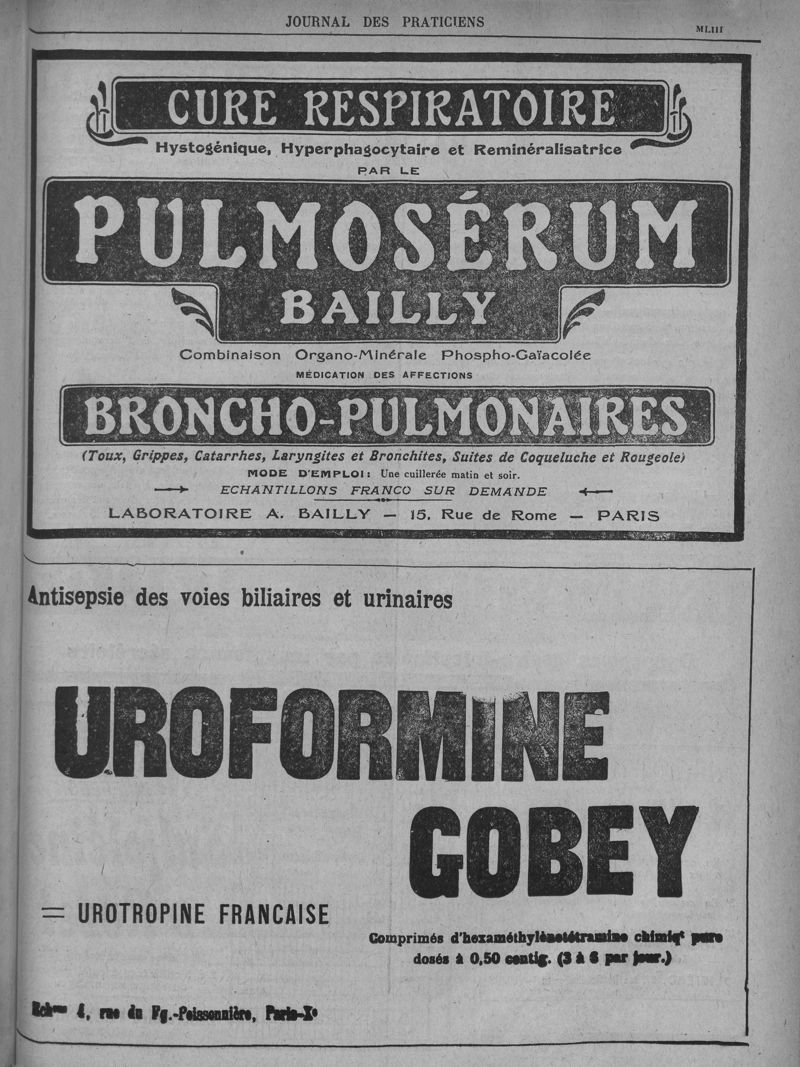 JOURNAL DES PRATICIENS
MLIII
CURE RESPIRATOIRE
Hystogénique, Hyperphagocytaire et Reminéralisatrice
PAR LE
PULMOSÉRUM
BAILLY
Combinaison Organo-Minérale Phospho-Gaïacolée
MÉDICATION DES AFFECTIONS
BRONCHO-PULMONAIRES
(Toux, Grippes, Catarrhes, Laryngites et Bronchites, Suites de Coqueluche et Rougeole)
MODE D'EMPLOI: Une cuillerée matin et soir.
ECHANTILLONS FRANCO SUR DEMANDE
LABORATOIRE A. BAILLY — 15, Rue de Rome — PARIS
Antisepsie des voies biliaires et urinaires
UROFORMINE
GOBEY
= UROTROPINE FRANCAISE
Comprimés d'hexaméthylènetétramine chimiqt pure
dosés à 0,50 centig. (3 à 6 par jour.)
Echons 4, rue du Fg.-Poissonnière, Paris-Xe